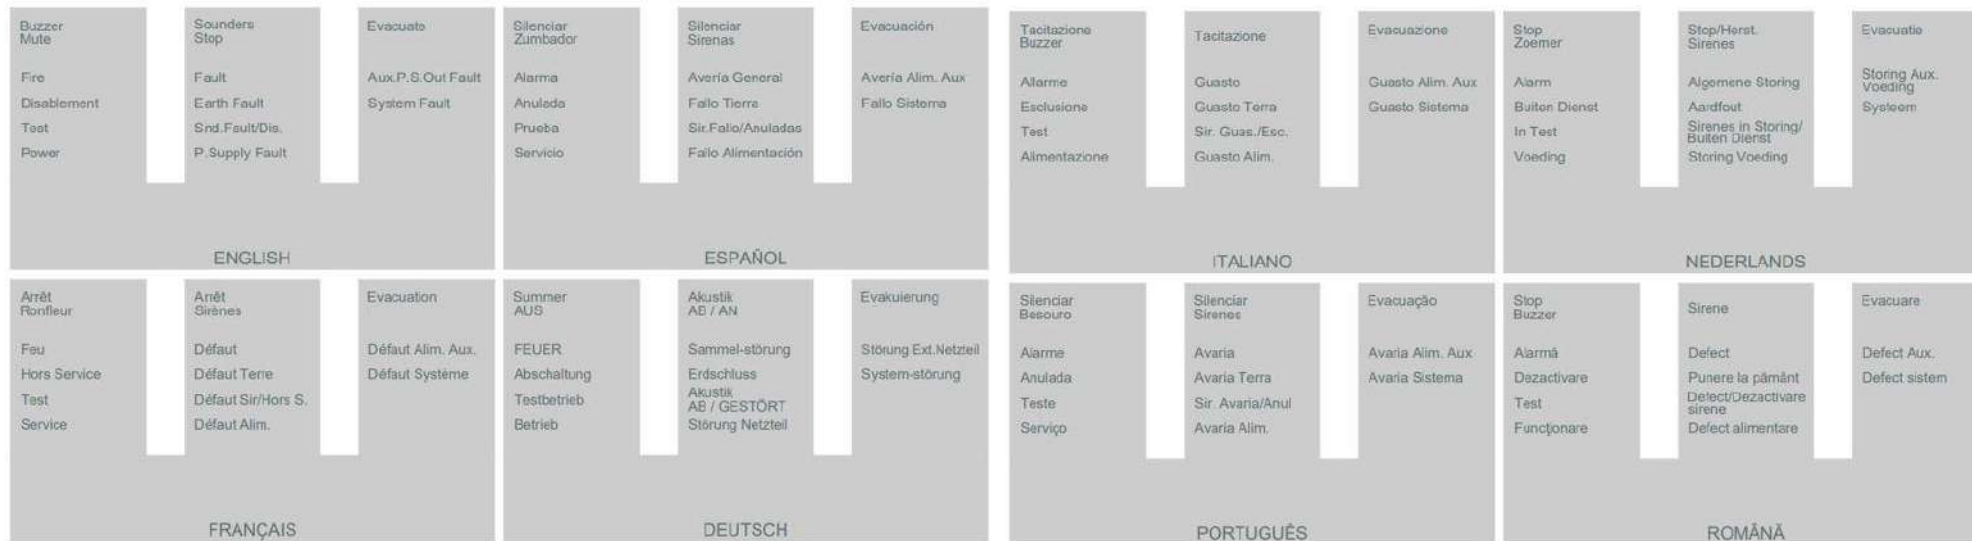 Buzzer
Mute
Fire
Disablement
Test
Power
Sounders
Stop
Fault
Earth Fault
Snd.Fault/Dis.
P.Supply Fault
Evacuate
Aux.P.S.Out Fault
System Fault
ENGLISH
Silenciar
Zumbador
Alarma
Anulada
Prueba
Servicio
Silenciar
Sirenas
Avería General
Fallo Tierra
Sir.Fallo/Anuladas
Fallo Alimentación
Evacuación
Avería Alim. Aux
Fallo Sistema
ESPAÑOL
Tacitazione
Buzzer
Allarme
Esclusione
Test
Alimentazione
Tacitazione
Guasto
Guasto Terra
Sir. Guas./Esc.
Guasto Alim.
Evacuazione
Guasto Alim. Aux
Guasto Sistema
ITALIANO
Stop
Zoemer
Alarm
Buiten Dienst
In Test
Voeding
Stop/Herst.
Sirenes
Algemene Storing
Aardfout
Sirenes in Storing/
Buiten Dienst
Storing Voeding
Evacuatie
Storing Aux.
Voeding
Systeem
NEDERLANDS
Arrêt
Ronfleur
Feu
Hors Service
Test
Service
Arrêt
Sirènes
Défaut
Défaut Terre
Défaut Sir/Hors S.
Défaut Alim.
Evacuation
Défaut Alim. Aux.
Défaut Système
FRANÇAIS
Summer
AUS
FEUER
Abschaltung
Testbetrieb
Betrieb
Akustik
AB / AN
Sammel-störung
Erdschluss
Akustik
AB / GESTÖRT
Störung Netzteil
Evakuierung
Störung Ext.Netzteil
System-störung
DEUTSCH
Silenciar
Besouro
Alarme
Anulada
Teste
Serviço
Silenciar
Sirenes
Avaria
Avaria Terra
Sir. Avaria/Anul
Avaria Alim.
Evacuação
Avaria Alim. Aux
Avaria Sistema
PORTUGUÊS
Stop
Buzzer
Alarmă
Dezactivare
Test
Funcţionare
Sirene
Defect
Punere la pământ
Defect/Dezactivare
sirene
Defect alimentare
Evacuare
Defect Aux.
Defect sistem
ROMÂNĂ